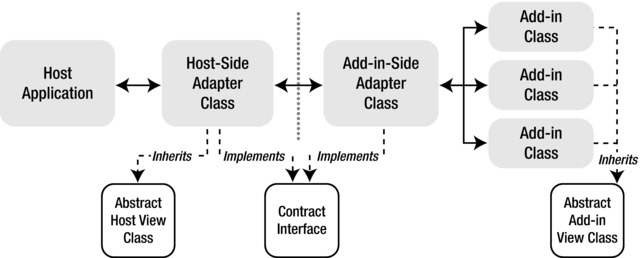 Host
Application
Host-Side
Adapter
Class
Add-in-Side
Adapter
Class
Add-in
Class
Add-in
Class
Add-in
Class
Inherits
Implements
Implements
Inherits
Abstract
Host View
Class
Contract
Interface
Abstract
Add-in
View Class